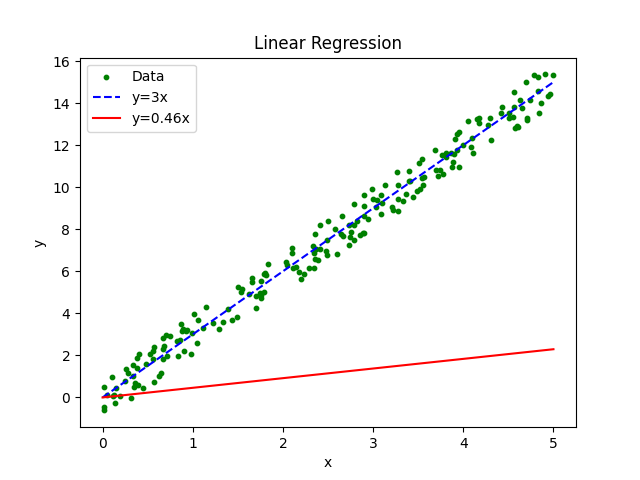 Linear Regression
Data
y=3x
y=0.46x
16
14
12
10
8
6
4
2
0
y
0 1 2 3 4 5
x